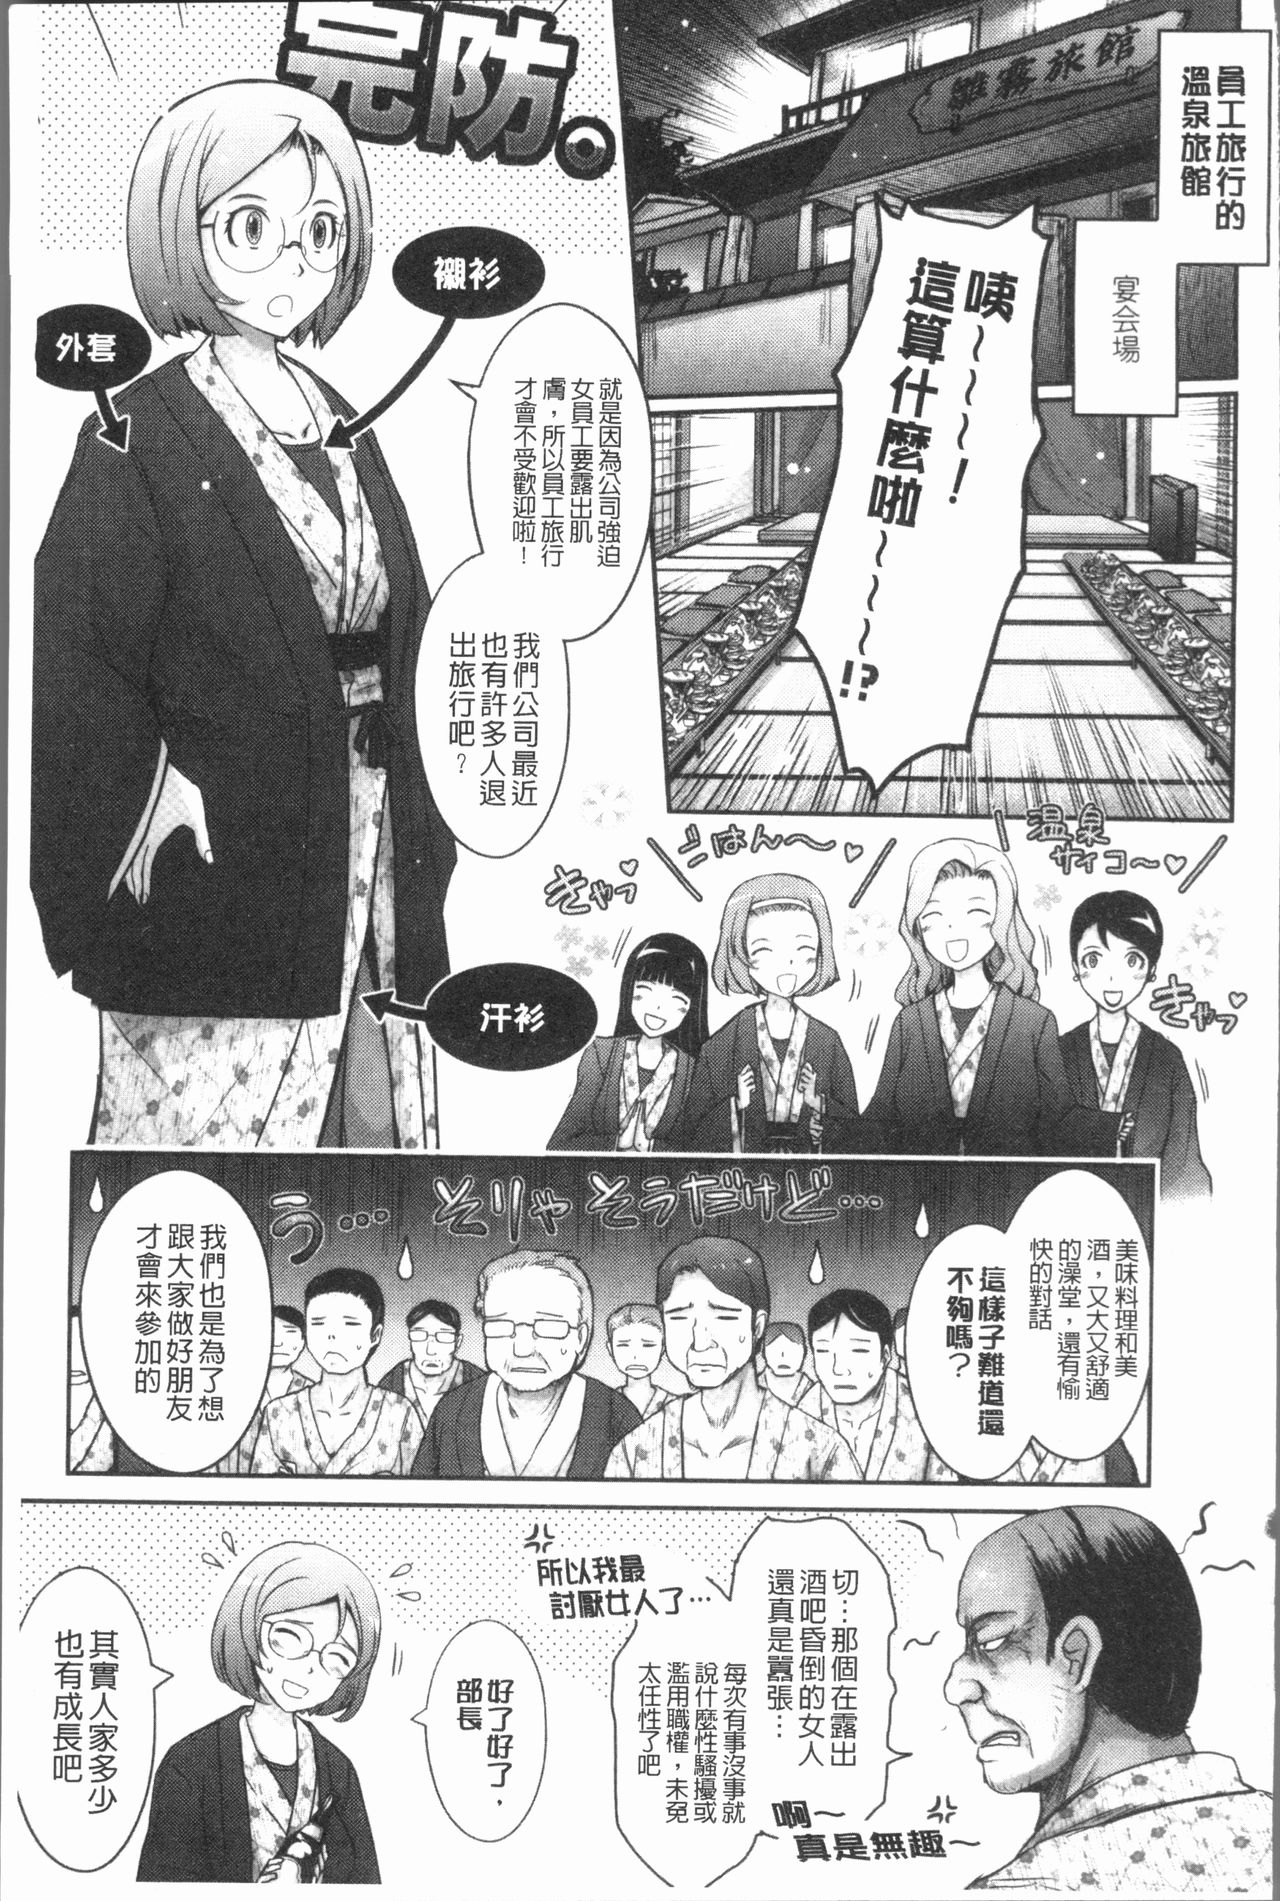 員工旅行的
溫泉旅館
宴会場
雛霧旅館
咦～～～～！
這算什麼啦～～～～!?
完防。
襯衫
外套
汗衫
就是因為公司強迫
女員工要露出肌
膚，所以員工旅行
才會不受歡迎啦！
我們公司最近
也有許多人退
出旅行吧？
温泉
サイコ～♡
ごはん～♡
きゃっ♡
きゃっ♡
美味料理和美
酒，又大又舒適
的澡堂，還有愉
快的對話
這樣子難道還
不夠嗎？
う…
そりゃそうだけど…
我們也是為了想
跟大家做好朋友
才會來參加的
切…那個在露出
酒吧昏倒的女人
還真是囂張…
所以我最
討厭女人了…
每次有事沒事就
說什麼性騷擾或
濫用職權，未免
太任性了吧
啊～
真是無趣～
好了好了，
部長
其實人家多少
也有成長吧